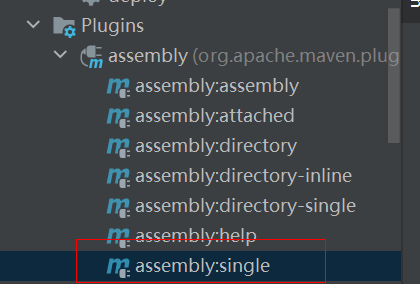 Plugins
assembly (org.apache.maven.plug
assembly:assembly
assembly:attached
assembly:directory
assembly:directory-inline
assembly:directory-single
assembly:help
assembly:single